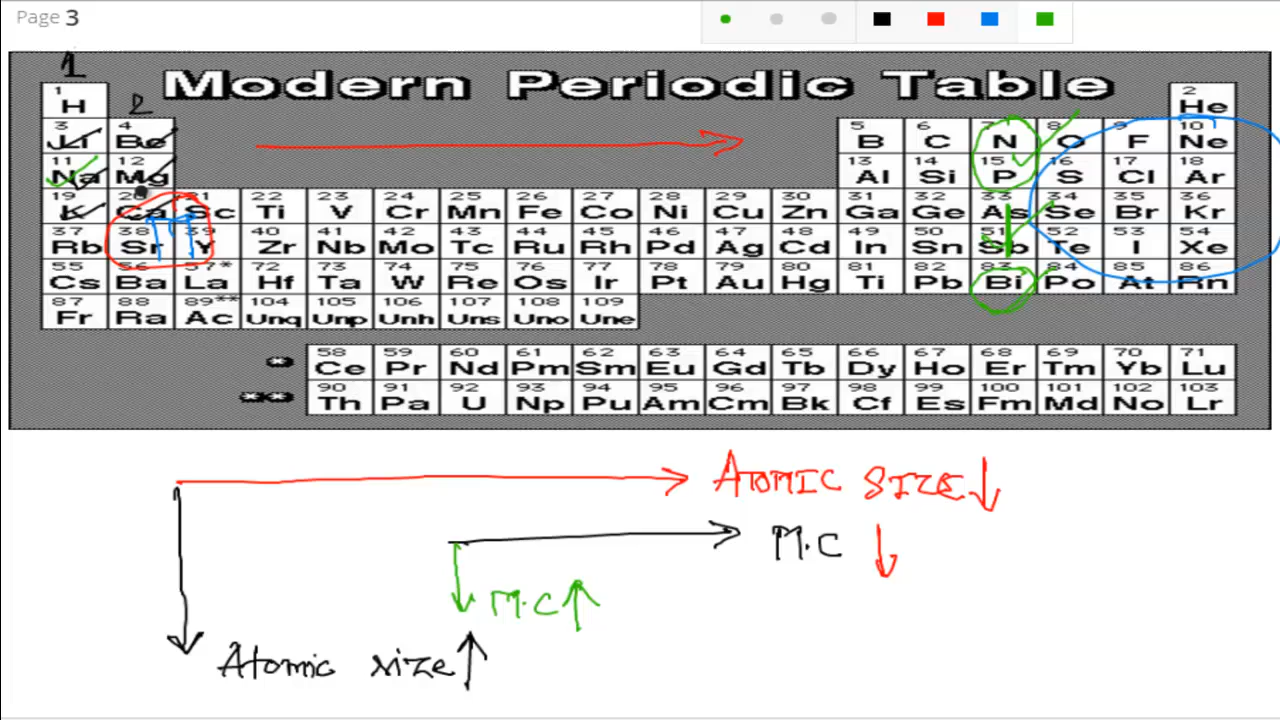 Page 3
1
Modern Periodic Table
1 2
H 2 He
3 4 5 6 7 8 9 10
Li Be B C N O F Ne
11 12 13 14 15 16 17 18
Na Mg Al Si P S Cl Ar
19 20 21 22 23 24 25 26 27 28 29 30 31 32 33 34 35 36
K Ca Sc Ti V Cr Mn Fe Co Ni Cu Zn Ga Ge As Se Br Kr
37 38 39 40 41 42 43 44 45 46 47 48 49 50 51 52 53 54
Rb Sr Y Zr Nb Mo Tc Ru Rh Pd Ag Cd In Sn Sb Te I Xe
55 56 57* 72 73 74 75 76 77 78 79 80 81 82 83 84 85 86
Cs Ba La Hf Ta W Re Os Ir Pt Au Hg Ti Pb Bi Po At Rn
87 88 89** 104 105 106 107 108 109
Fr Ra Ac Unq Unp Unh Uns Uno Une
* 58 59 60 61 62 63 64 65 66 67 68 69 70 71
Ce Pr Nd Pm Sm Eu Gd Tb Dy Ho Er Tm Yb Lu
** 90 91 92 93 94 95 96 97 98 99 100 101 102 103
Th Pa U Np Pu Am Cm Bk Cf Es Fm Md No Lr
ATOMIC SIZE ↓
M.C ↓
M.C ↑
Atomic size ↑